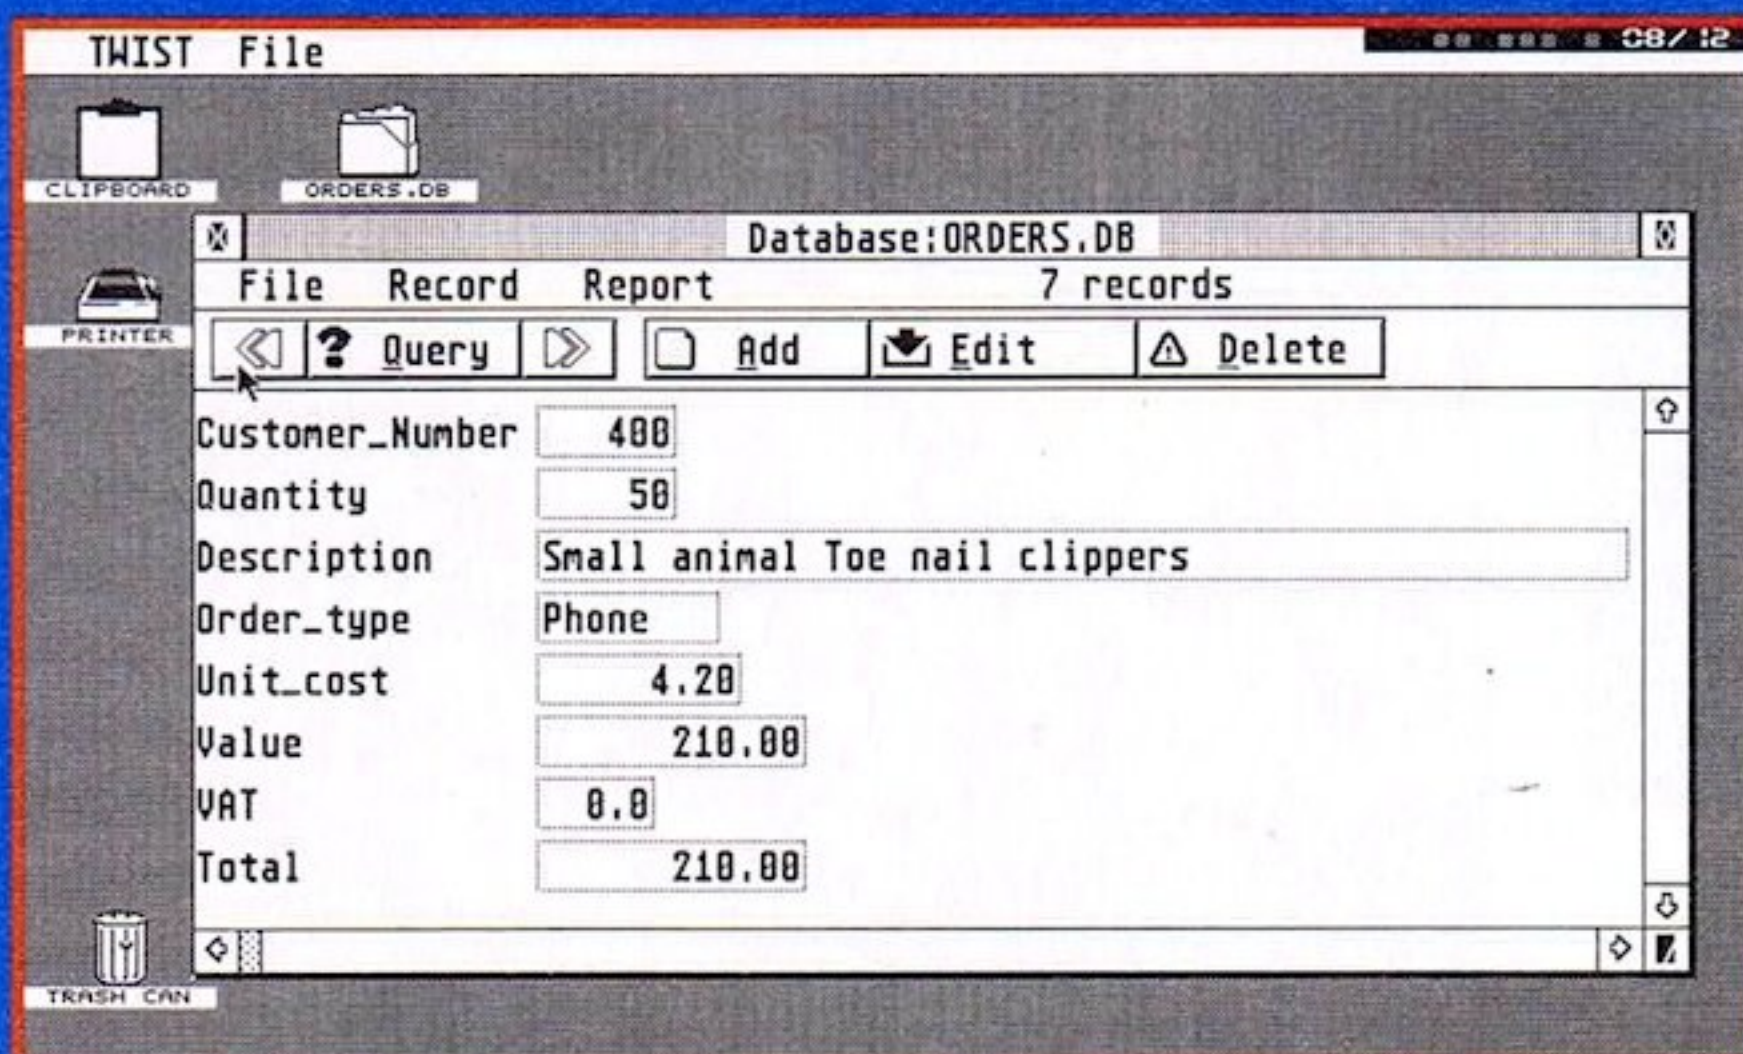 TWIST File
08/12
CLIPBOARD
ORDERS.DB
PRINTER
Database:ORDERS.DB
File Record Report 7 records
? Query Add Edit Delete
Customer_Number 400
Quantity 50
Description Small animal Toe nail clippers
Order_type Phone
Unit_cost 4.20
Value 210.00
VAT 0.0
Total 210.00
TRASH CAN